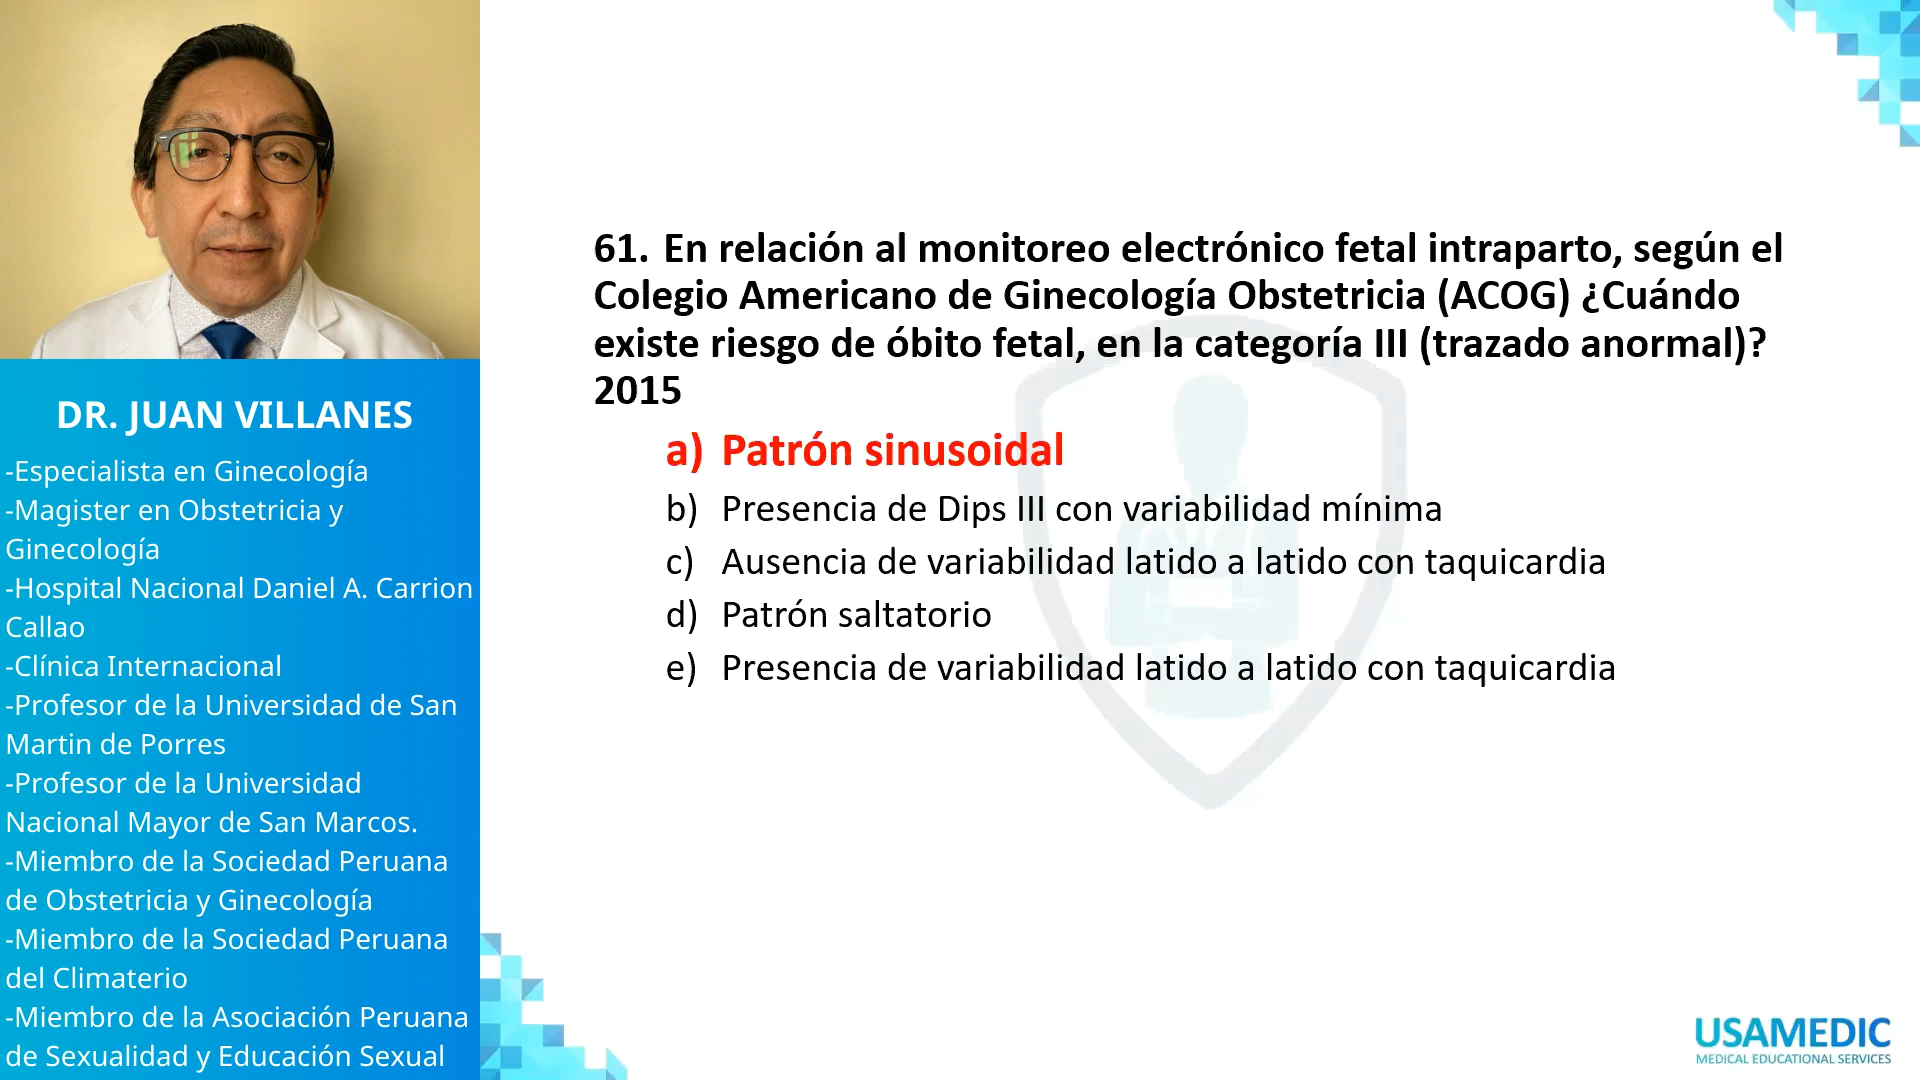 DR. JUAN VILLANES
-Especialista en Ginecología
-Magister en Obstetricia y
Ginecología
-Hospital Nacional Daniel A. Carrion
Callao
-Clínica Internacional
-Profesor de la Universidad de San
Martin de Porres
-Profesor de la Universidad
Nacional Mayor de San Marcos.
-Miembro de la Sociedad Peruana
de Obstetricia y Ginecología
-Miembro de la Sociedad Peruana
del Climaterio
-Miembro de la Asociación Peruana
de Sexualidad y Educación Sexual
61. En relación al monitoreo electrónico fetal intraparto, según el
Colegio Americano de Ginecología Obstetricia (ACOG) ¿Cuándo
existe riesgo de óbito fetal, en la categoría III (trazado anormal)?
2015
a) Patrón sinusoidal
b) Presencia de Dips III con variabilidad mínima
c) Ausencia de variabilidad latido a latido con taquicardia
d) Patrón saltatorio
e) Presencia de variabilidad latido a latido con taquicardia
USAMEDIC
MEDICAL EDUCATIONAL SERVICES